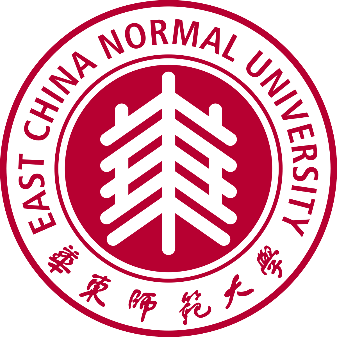 EAST CHINA NORMAL UNIVERSITY
華東師範大學